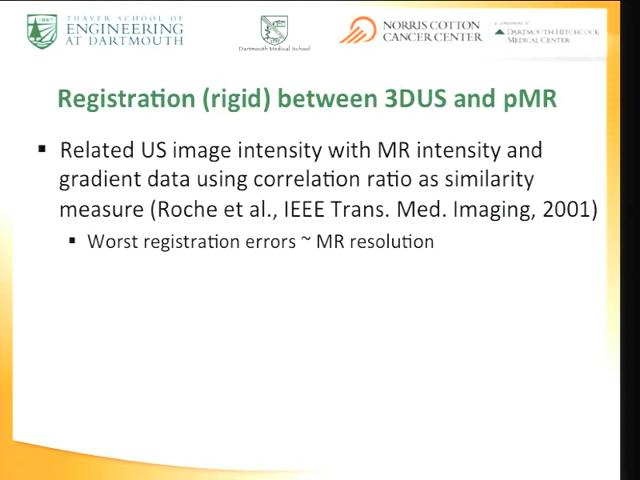 THAYER SCHOOL OF
ENGINEERING
AT DARTMOUTH
Dartmouth Medical School
NORRIS COTTON
CANCER CENTER
a component of
DARTMOUTH-HITCHCOCK
MEDICAL CENTER
Registration (rigid) between 3DUS and pMR
▪ Related US image intensity with MR intensity and
gradient data using correlation ratio as similarity
measure (Roche et al., IEEE Trans. Med. Imaging, 2001)
▪ Worst registration errors ~ MR resolution